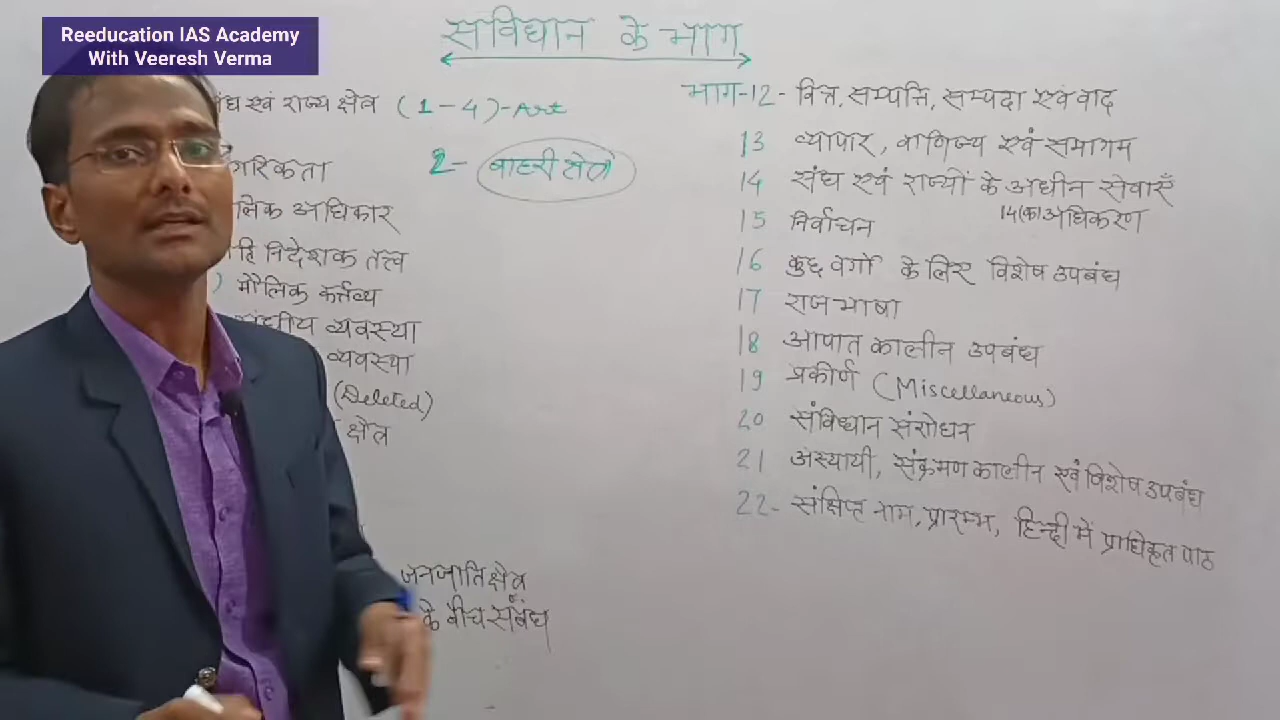 Reeducation IAS Academy
With Veeresh Verma
संविधान के भाग
एवं राज्य क्षेत्र (1-4)-Art
2- बाहरी क्षेत्र
गरिकता
लिक अधिकार
निदेशक तत्त्व
) मौलिक कर्त्तव्य
व्यवस्था
व्यवस्था
(Deleted)
क्षेत्र
जनजाति क्षेत्र
के बीच संबंध
भाग-12- वित्त, सम्पत्ति, सम्पदा एवं वाद
13 व्यापार, वाणिज्य एवं समागम
14 संघ एवं राज्यों के अधीन सेवाएँ
14(क) अधिकरण
15 निर्वाचन
16 कुछ वर्गो के लिए विशेष उपबंध
17 राजभाषा
18 आपात कालीन उपबंध
19 प्रकीर्ण (Miscellaneous)
20 संविधान संशोधन
21 अस्थायी, संक्रमण कालीन एवं विशेष उपबंध
22- संक्षिप्त नाम, प्रारम्भ, हिन्दी में प्राधिकृत पाठ